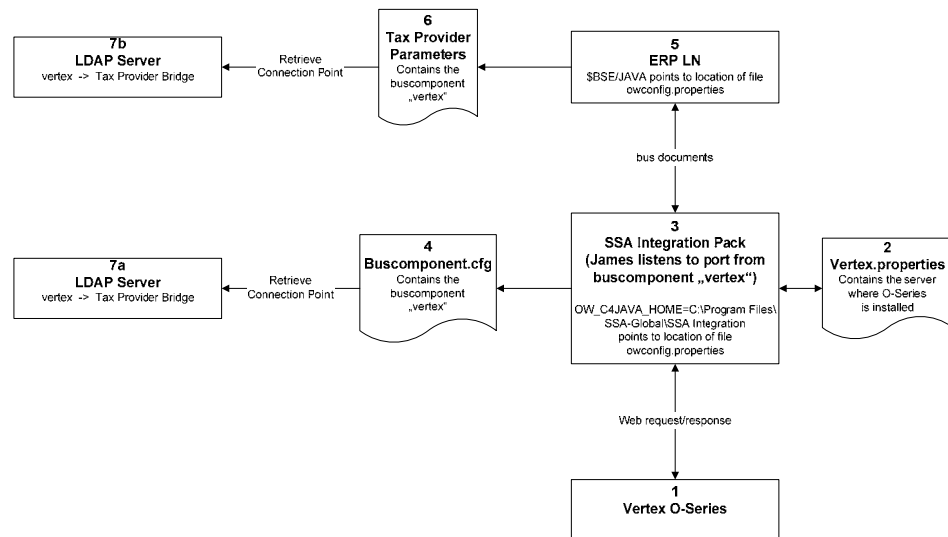 7b
LDAP Server
vertex -> Tax Provider Bridge
Retrieve
Connection Point
6
Tax Provider
Parameters
Contains the
buscomponent
„vertex"
5
ERP LN
$BSE/JAVA points to location of file
owconfig.properties
bus documents
7a
LDAP Server
vertex -> Tax Provider Bridge
Retrieve
Connection Point
4
Buscomponent.cfg
Contains the
buscomponent
„vertex"
3
SSA Integration Pack
(James listens to port from
buscomponent „vertex“)
OW_C4JAVA_HOME=C:\Program Files\
SSA-Global\SSA Integration
points to location of file
owconfig.properties
2
Vertex.properties
Contains the server
where O-Series
is installed
Web request/response
1
Vertex O-Series